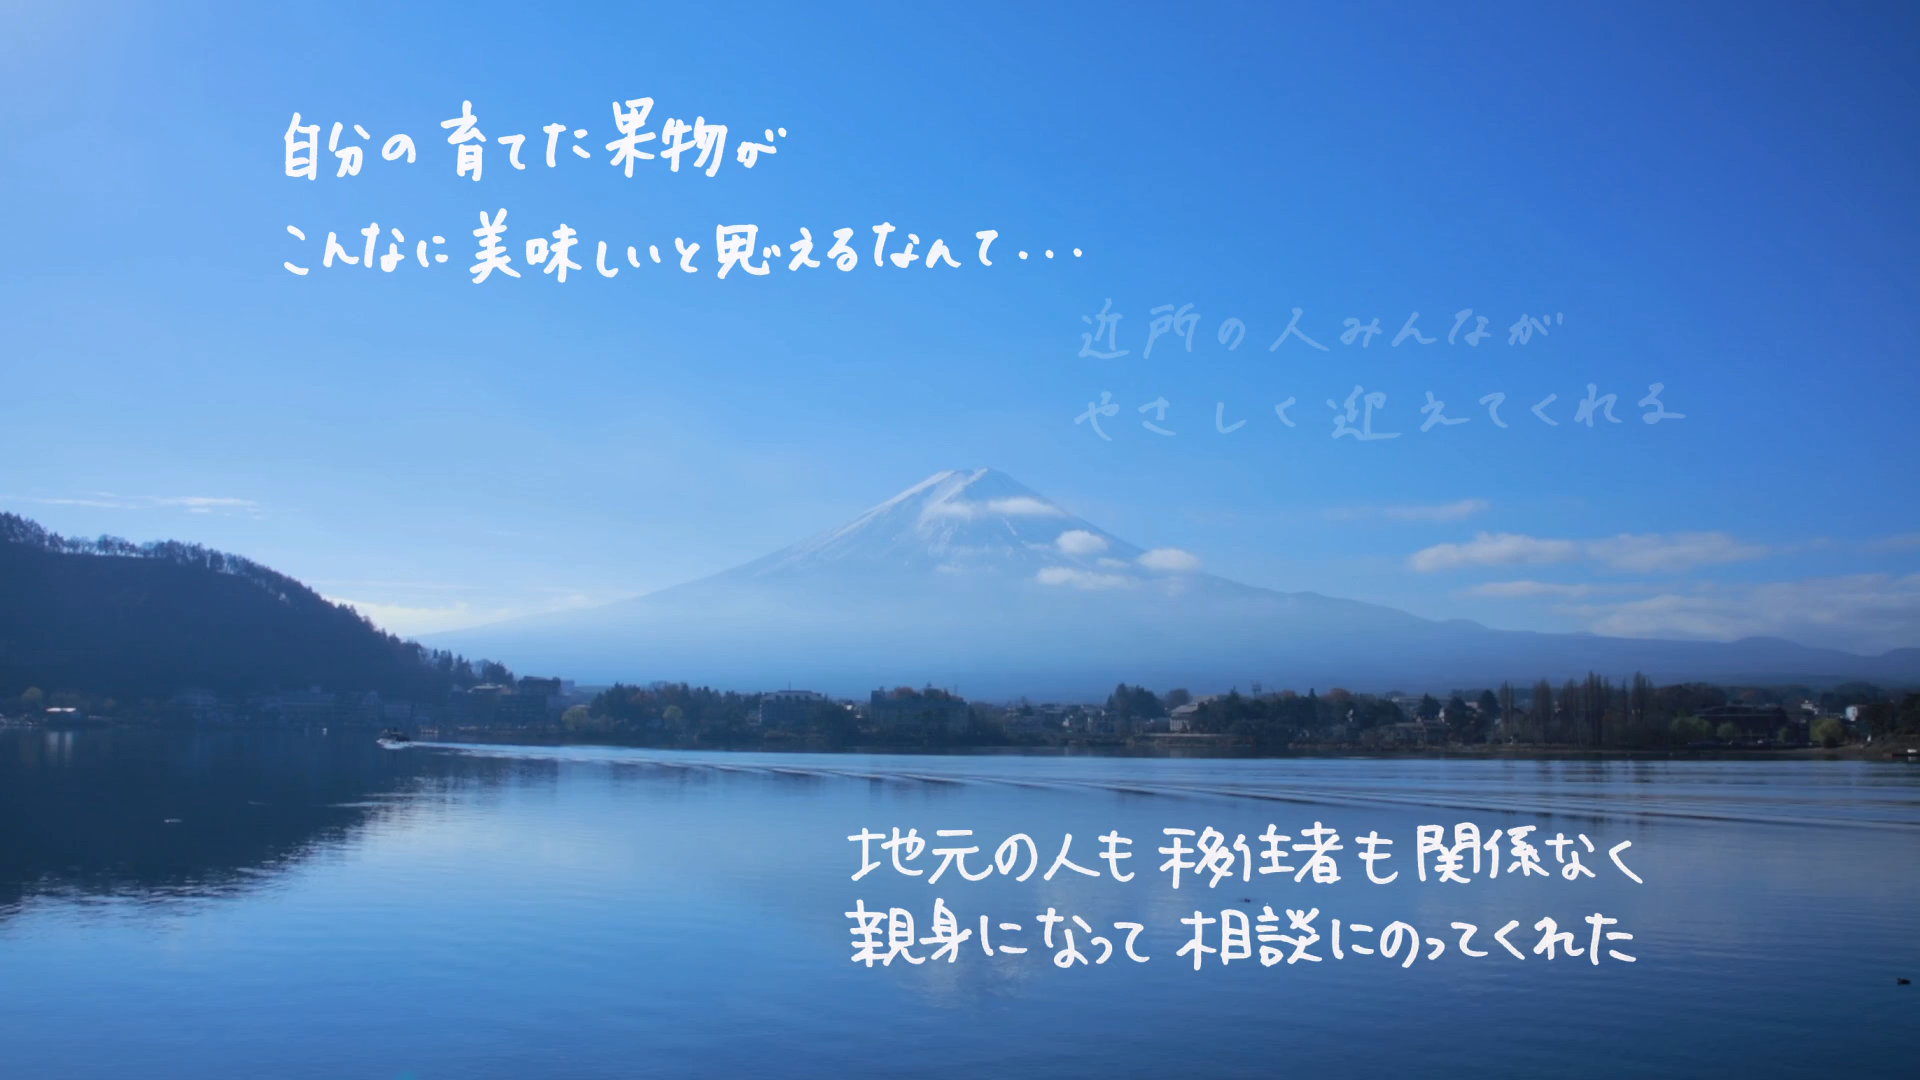 自分の育てた果物が
こんなに美味しいと思えるなんて...
近所の人みんなが
やさしく迎えてくれる
地元の人も移住者も関係なく
親身になって相談にのってくれた